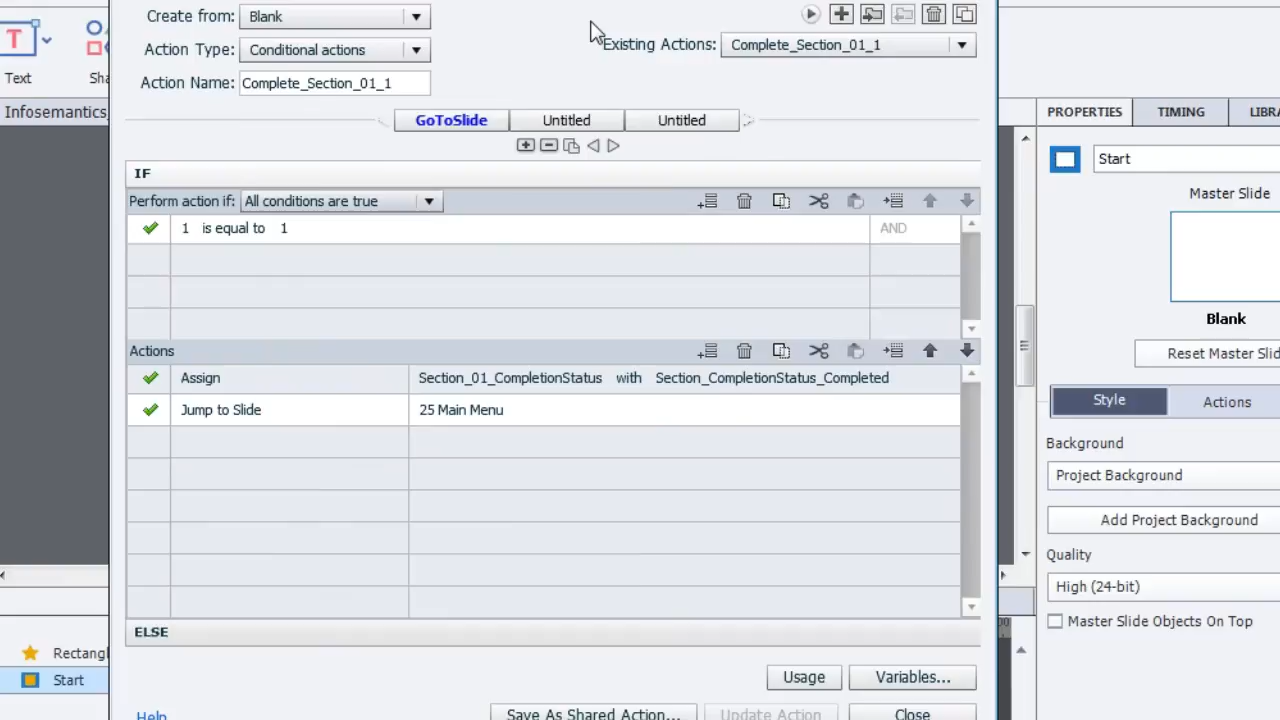 Create from: Blank
Action Type: Conditional actions
Existing Actions: Complete_Section_01_1
Action Name: Complete_Section_01_1
T
Text
Sha
Infosemantics
GoToSlide Untitled Untitled
IF
Perform action if: All conditions are true
1 is equal to 1 AND
Actions
Assign Section_01_CompletionStatus with Section_CompletionStatus_Completed
Jump to Slide 25 Main Menu
ELSE
Usage Variables...
Help Save As Shared Action... Update Action Close
Rectangl
Start
PROPERTIES TIMING LIBRA
Start
Master Slide
Blank
Reset Master Slid
Style Actions
Background
Project Background
Add Project Background
Quality
High (24-bit)
Master Slide Objects On Top